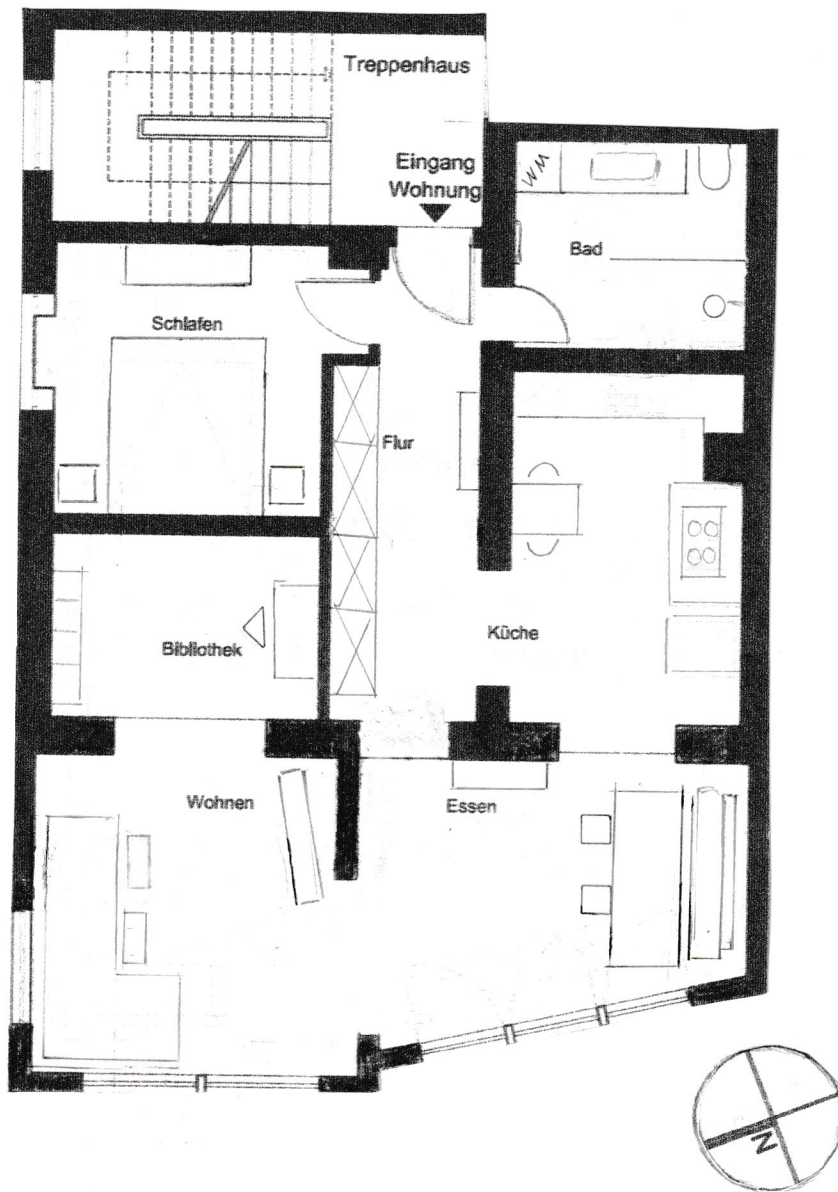 Treppenhaus
Eingang
Wohnung
WM
Bad
Schlafen
Flur
Küche
Bibliothek
Wohnen
Essen
N